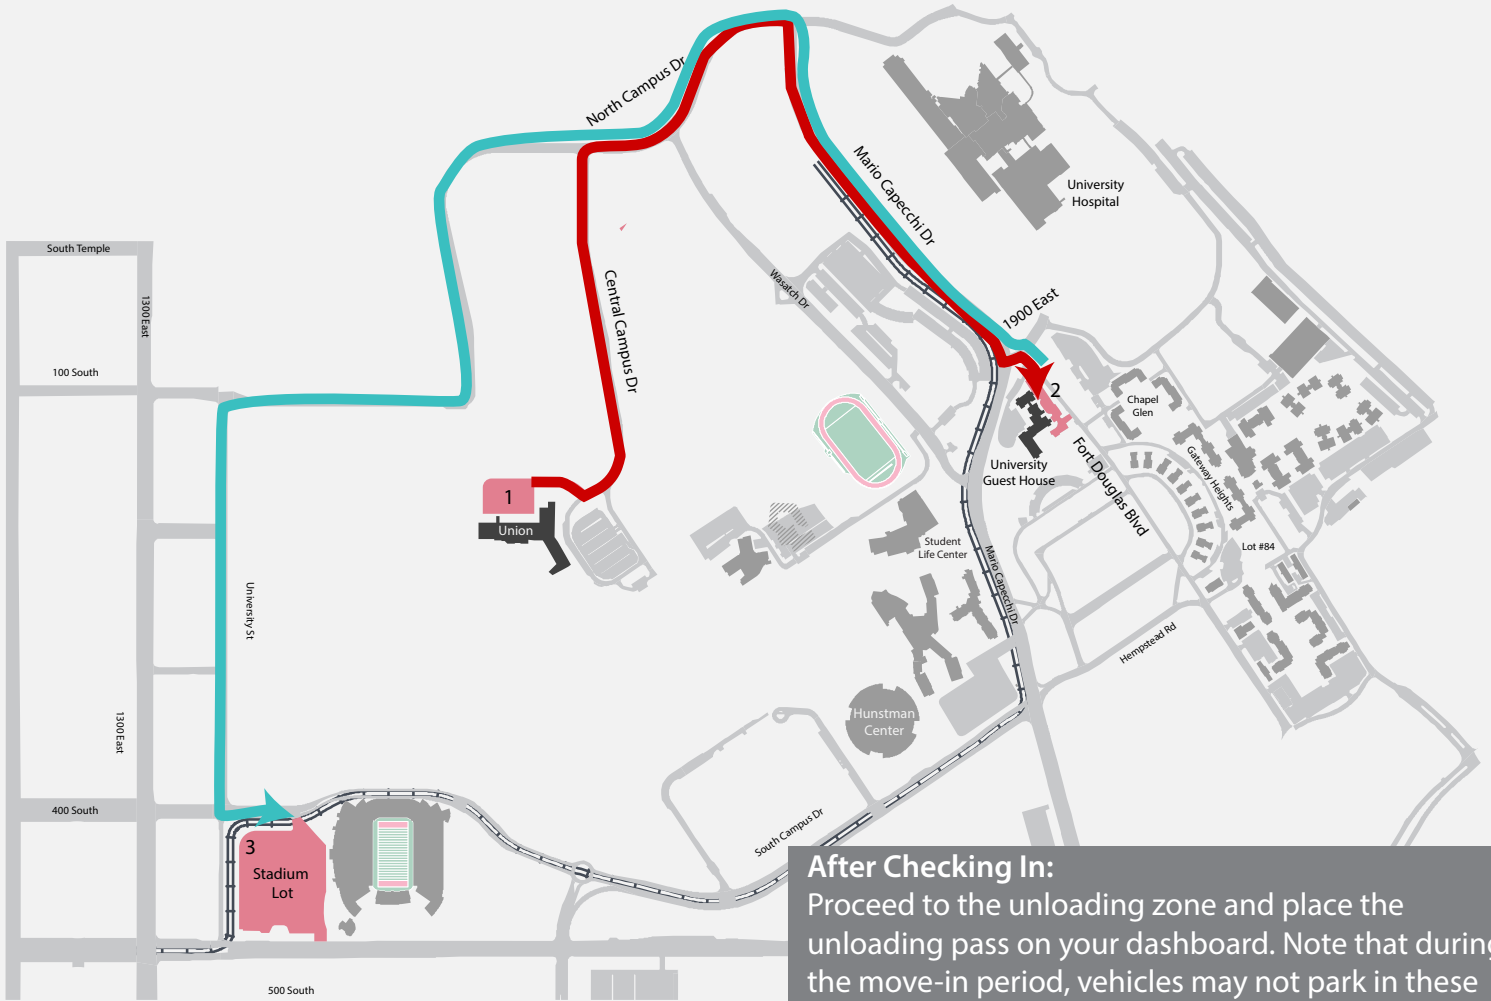 North Campus Dr
Mario Capecchi Dr
University
Hospital
South Temple
1300 East
Central Campus Dr
Wasatch Dr
1900 East
100 South
2
Chapel
Glen
University
Guest House
Fort Douglas Blvd
Gateway Heights
1
Union
Student
Life Center
Lot #84
Mario Capecchi Dr
University St
Hempstead Rd
1300 East
Hunstman
Center
400 South
South Campus Dr
3
Stadium
Lot
500 South
After Checking In:
Proceed to the unloading zone and place the
unloading pass on your dashboard. Note that during
the move-in period, vehicles may not park in these